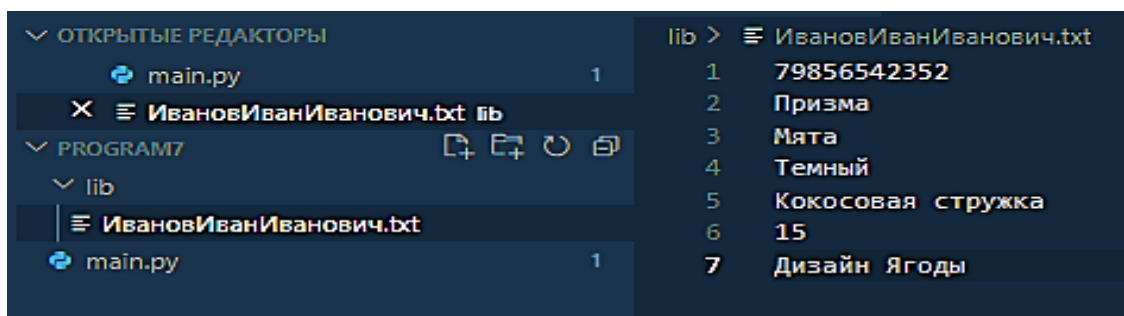 ОТКРЫТЫЕ РЕДАКТОРЫ
main.py 1
ИвановИванИванович.txt lib
PROGRAM7
lib
ИвановИванИванович.txt
main.py 1
lib > ИвановИванИванович.txt
1 79856542352
2 Призма
3 Мята
4 Темный
5 Кокосовая стружка
6 15
7 Дизайн Ягоды